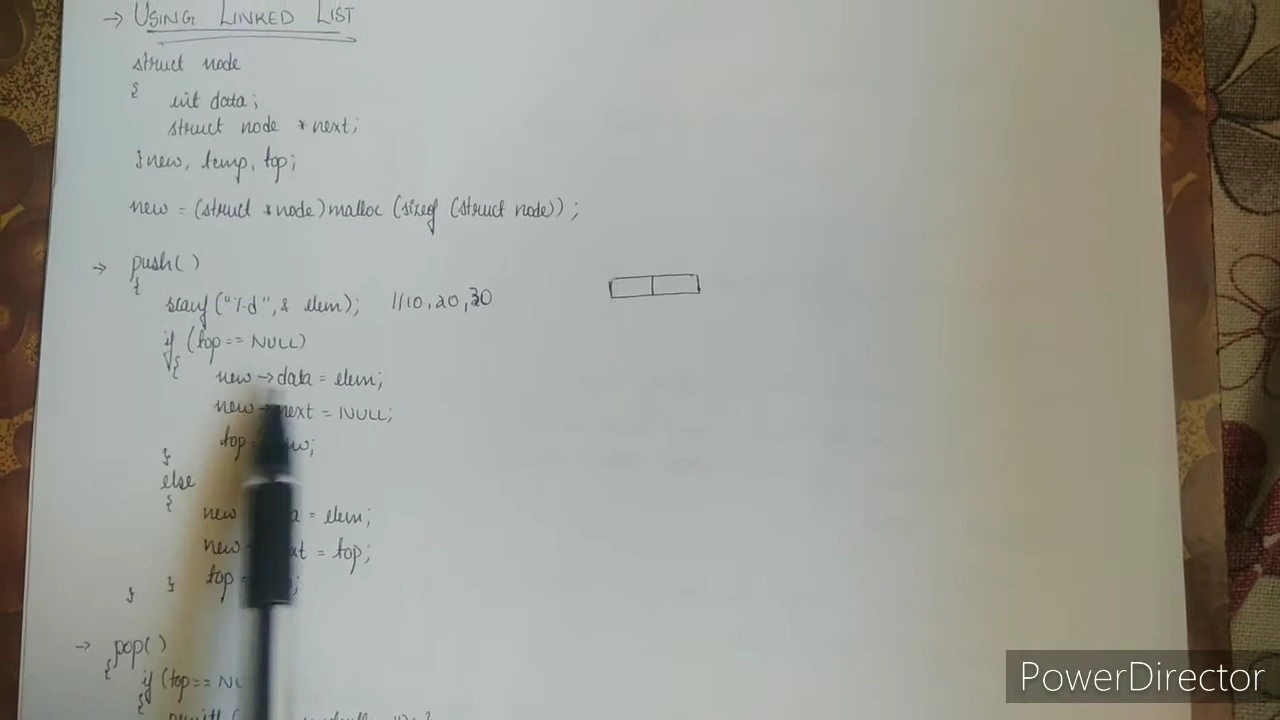 → USING LINKED LIST
struct node
{ int data;
struct node *next;
} new, temp, top;
new = (struct *node) malloc (sizeof (struct node));
→ push()
{
scanf ("%d", & elem); //10, 20, 30
if (top == NULL)
{ new → data = elem;
new → next = NULL;
top
}
else
{
new = elem;
new = top;
} top
}
→ pop()
{ if (top ==
{
PowerDirector